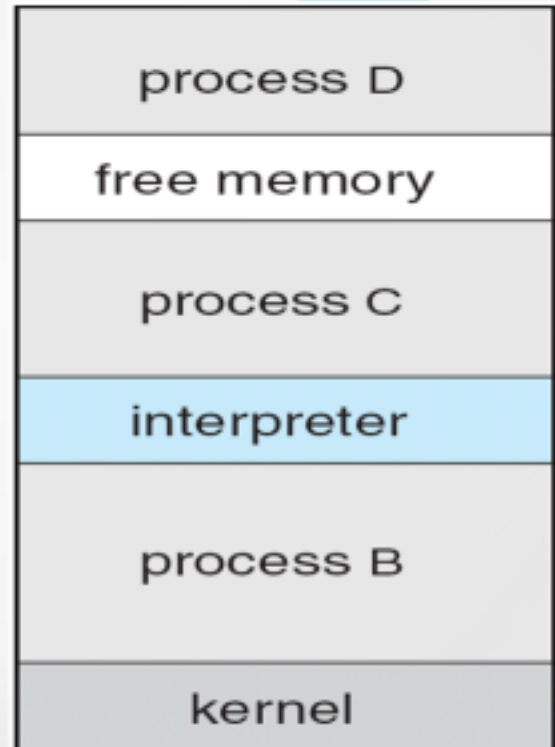 process D
free memory
process C
interpreter
process B
kernel